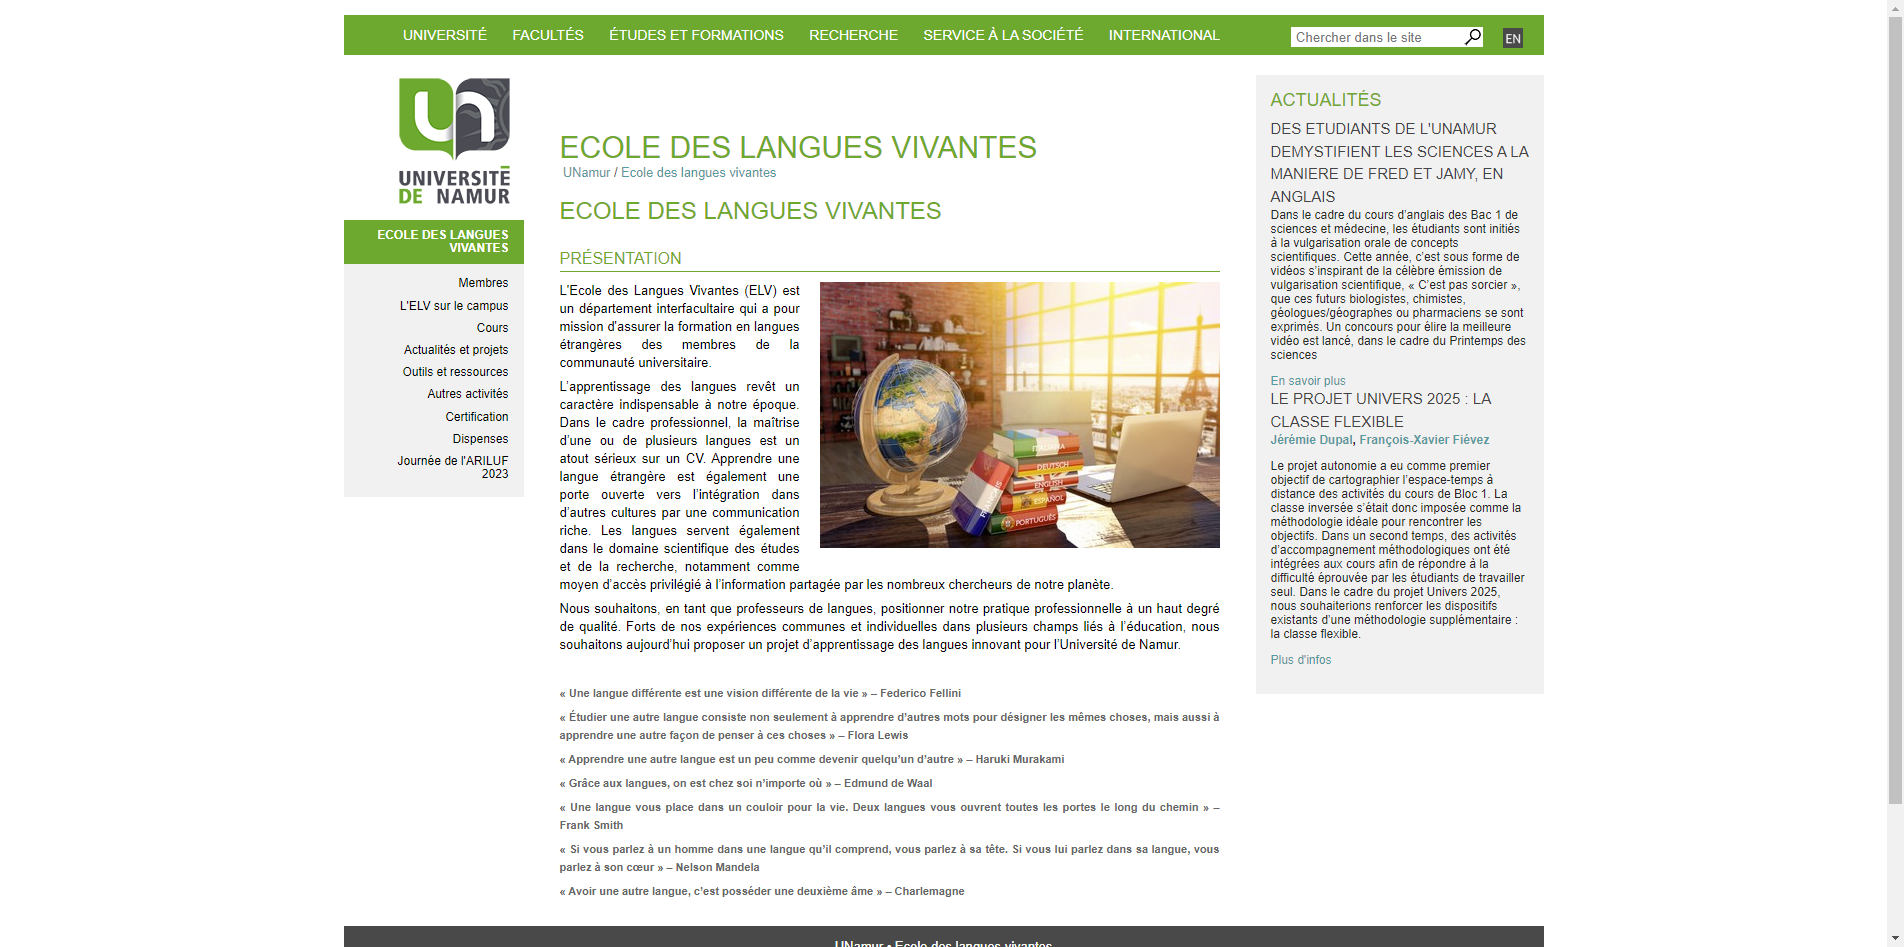 UNIVERSITÉ FACULTÉS ÉTUDES ET FORMATIONS RECHERCHE SERVICE À LA SOCIÉTÉ INTERNATIONAL
Chercher dans le site
EN
un
UNIVERSITÉ
DE NAMUR
ECOLE DES LANGUES
VIVANTES
Membres
L'ELV sur le campus
Cours
Actualités et projets
Outils et ressources
Autres activités
Certification
Dispenses
Journée de l'ARILUF
2023
ECOLE DES LANGUES VIVANTES
UNamur / Ecole des langues vivantes
ECOLE DES LANGUES VIVANTES
PRÉSENTATION
L'Ecole des Langues Vivantes (ELV) est
un département interfacultaire qui a pour
mission d'assurer la formation en langues
étrangères des membres de la
communauté universitaire.
L’apprentissage des langues revêt un
caractère indispensable à notre époque.
Dans le cadre professionnel, la maîtrise
d’une ou de plusieurs langues est un
atout sérieux sur un CV. Apprendre une
langue étrangère est également une
porte ouverte vers l’intégration dans
d’autres cultures par une communication
riche. Les langues servent également
dans le domaine scientifique des études
et de la recherche, notamment comme
moyen d’accès privilégié à l’information partagée par les nombreux chercheurs de notre planète.
Nous souhaitons, en tant que professeurs de langues, positionner notre pratique professionnelle à un haut degré
de qualité. Forts de nos expériences communes et individuelles dans plusieurs champs liés à l’éducation, nous
souhaitons aujourd’hui proposer un projet d’apprentissage des langues innovant pour l’Université de Namur.
ITALIANO
DEUTSCH
ENGLISH
ESPAÑOL
PORTUGUÊS
FRANÇAIS
« Une langue différente est une vision différente de la vie » – Federico Fellini
« Étudier une autre langue consiste non seulement à apprendre d’autres mots pour désigner les mêmes choses, mais aussi à
apprendre une autre façon de penser à ces choses » – Flora Lewis
« Apprendre une autre langue est un peu comme devenir quelqu’un d’autre » – Haruki Murakami
« Grâce aux langues, on est chez soi n’importe où » – Edmund de Waal
« Une langue vous place dans un couloir pour la vie. Deux langues vous ouvrent toutes les portes le long du chemin » –
Frank Smith
« Si vous parlez à un homme dans une langue qu’il comprend, vous parlez à sa tête. Si vous lui parlez dans sa langue, vous
parlez à son cœur » – Nelson Mandela
« Avoir une autre langue, c’est posséder une deuxième âme » – Charlemagne
ACTUALITÉS
DES ETUDIANTS DE L'UNAMUR
DEMYSTIFIENT LES SCIENCES A LA
MANIERE DE FRED ET JAMY, EN
ANGLAIS
Dans le cadre du cours d’anglais des Bac 1 de
sciences et médecine, les étudiants sont initiés
à la vulgarisation orale de concepts
scientifiques. Cette année, c’est sous forme de
vidéos s’inspirant de la célèbre émission de
vulgarisation scientifique, « C’est pas sorcier »,
que ces futurs biologistes, chimistes,
géologues/géographes ou pharmaciens se sont
exprimés. Un concours pour élire la meilleure
vidéo est lancé, dans le cadre du Printemps des
sciences
En savoir plus
LE PROJET UNIVERS 2025 : LA
CLASSE FLEXIBLE
Jérémie Dupal, François-Xavier Fiévez
Le projet autonomie a eu comme premier
objectif de cartographier l’espace-temps à
distance des activités du cours de Bloc 1. La
classe inversée s’était donc imposée comme la
méthodologie idéale pour rencontrer les
objectifs. Dans un second temps, des activités
d’accompagnement méthodologiques ont été
intégrées aux cours afin de répondre à la
difficulté éprouvée par les étudiants de travailler
seul. Dans le cadre du projet Univers 2025,
nous souhaiterions renforcer les dispositifs
existants d’une méthodologie supplémentaire :
la classe flexible.
Plus d'infos
UNamur • Ecole des langues vivantes